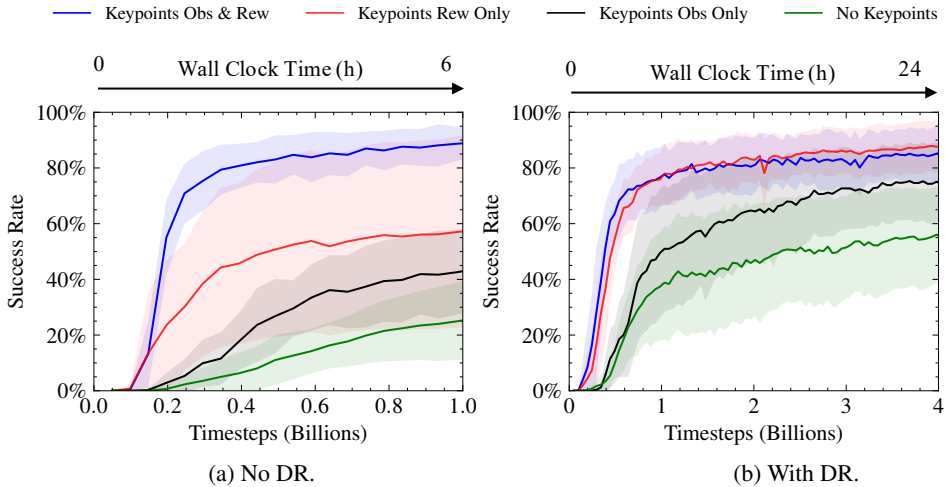 Keypoints Obs & Rew Keypoints Rew Only Keypoints Obs Only No Keypoints
0 Wall Clock Time (h) 6
0 Wall Clock Time (h) 24
100%
80%
60%
40%
20%
0%
Success Rate
0.0 0.2 0.4 0.6 0.8 1.0
Timesteps (Billions)
(a) No DR.
100%
80%
60%
40%
20%
0%
Success Rate
0 1 2 3 4
Timesteps (Billions)
(b) With DR.